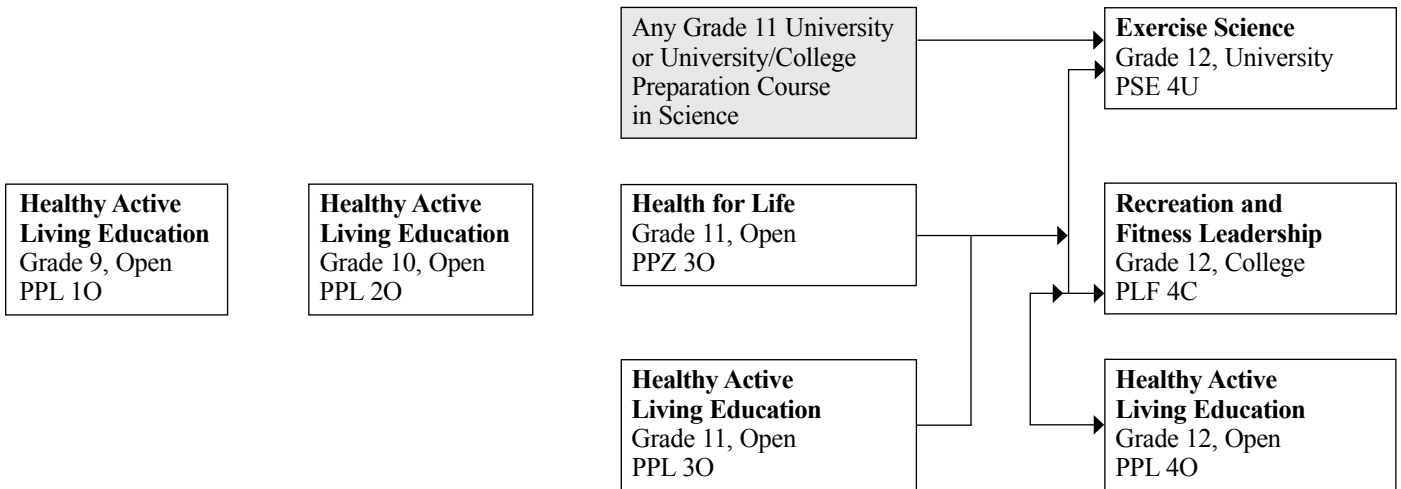 Any Grade 11 University
or University/College
Preparation Course
in Science
Exercise Science
Grade 12, University
PSE 4U
Healthy Active
Living Education
Grade 9, Open
PPL 1O
Healthy Active
Living Education
Grade 10, Open
PPL 2O
Health for Life
Grade 11, Open
PPZ 3O
Recreation and
Fitness Leadership
Grade 12, College
PLF 4C
Healthy Active
Living Education
Grade 11, Open
PPL 3O
Healthy Active
Living Education
Grade 12, Open
PPL 4O